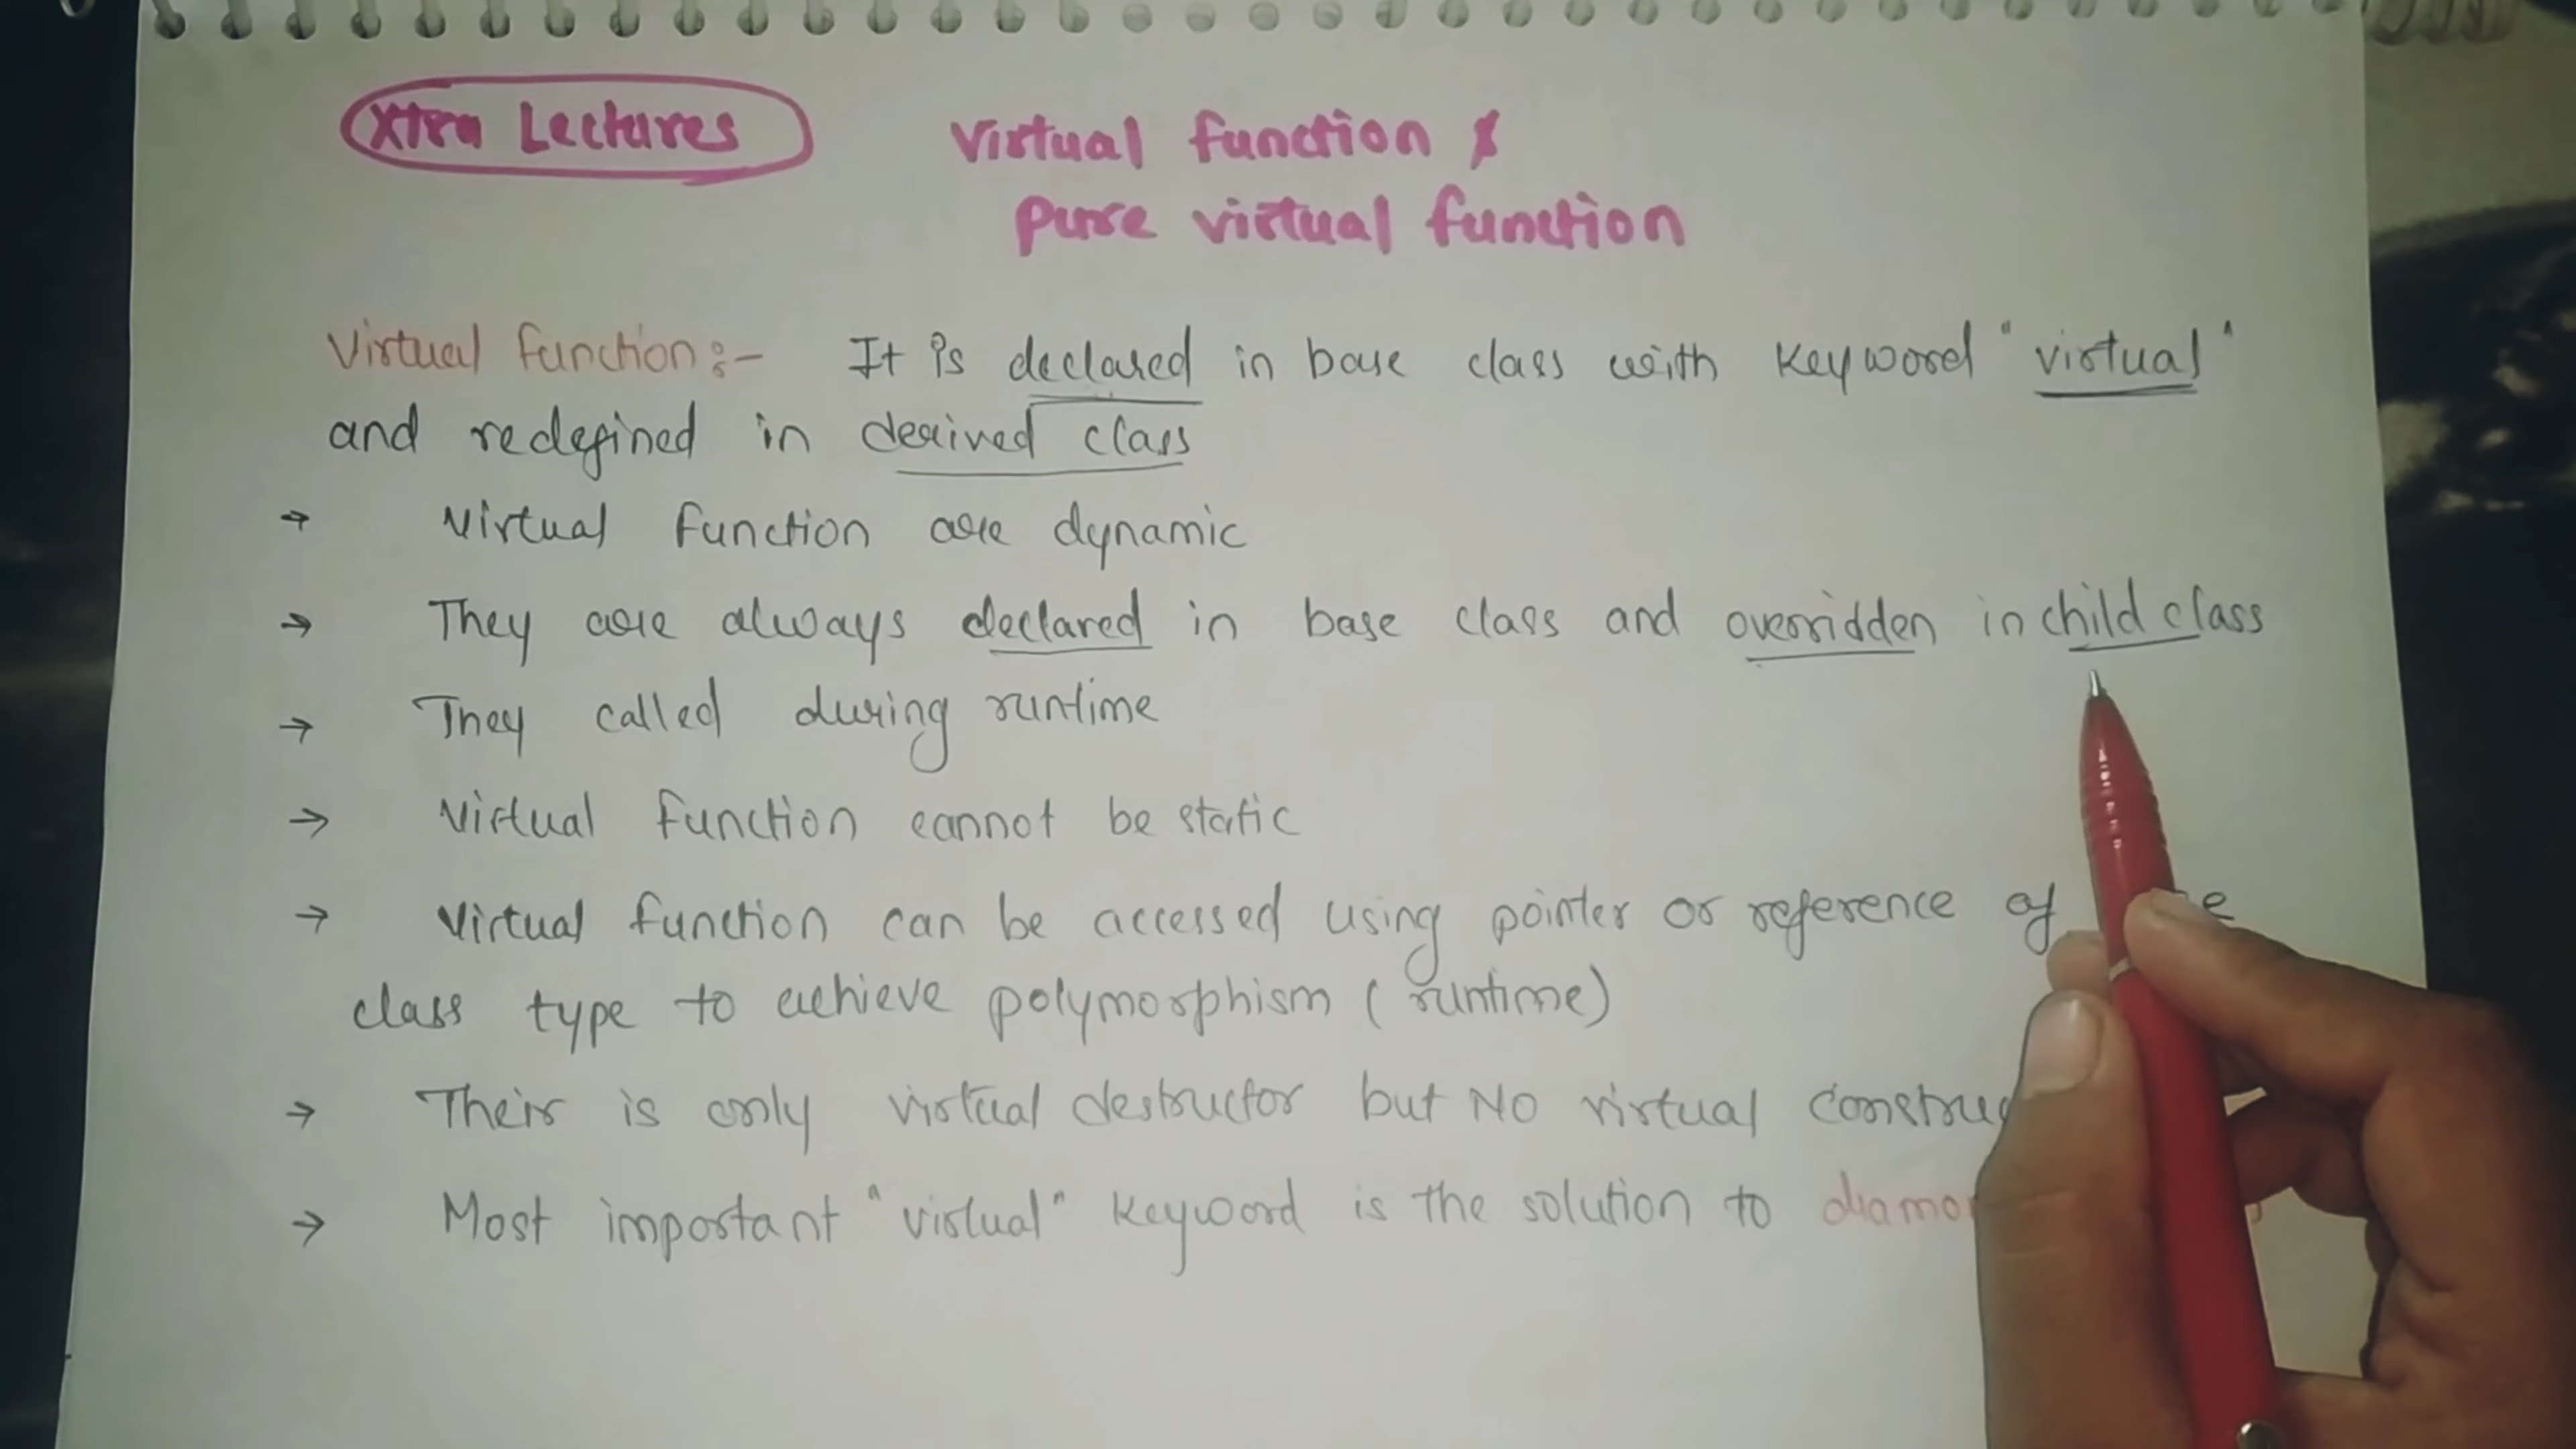 Xtra Lectures
Virtual function &
pure virtual function
Virtual function :- It is declared in base class with keyword "virtual"
and redefined in derived class
→ Virtual function are dynamic
→ They are always declared in base class and overridden in child class
→ They called during runtime
→ Virtual function cannot be static
→ Virtual function can be accessed using pointer or reference of
class type to achieve polymorphism ( runtime)
→ Their is only virtual destructor but NO virtual
→ Most important "virtual" keyword is the solution to